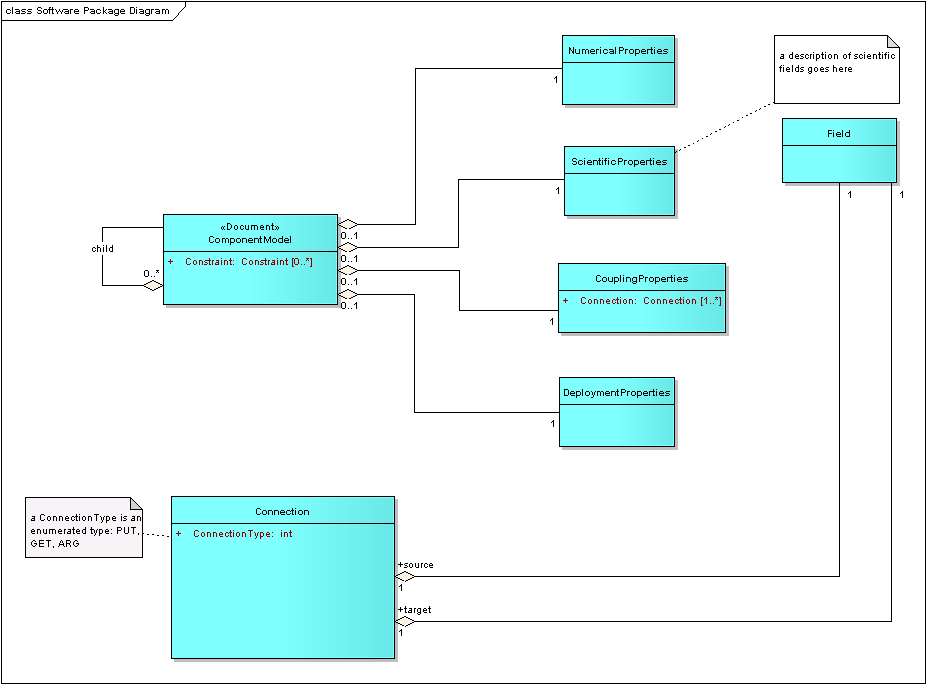 class Software Package Diagram
NumericalProperties
1
a description of scientific
fields goes here
Field
1
1
ScientificProperties
1
«Document»
ComponentModel
+ Constraint: Constraint [0..*]
child
0..*
0..1
0..1
0..1
0..1
CouplingProperties
+ Connection: Connection [1..*]
1
DeploymentProperties
1
a ConnectionType is an
enumerated type: PUT,
GET, ARG
Connection
+ ConnectionType: int
+source
1
+target
1